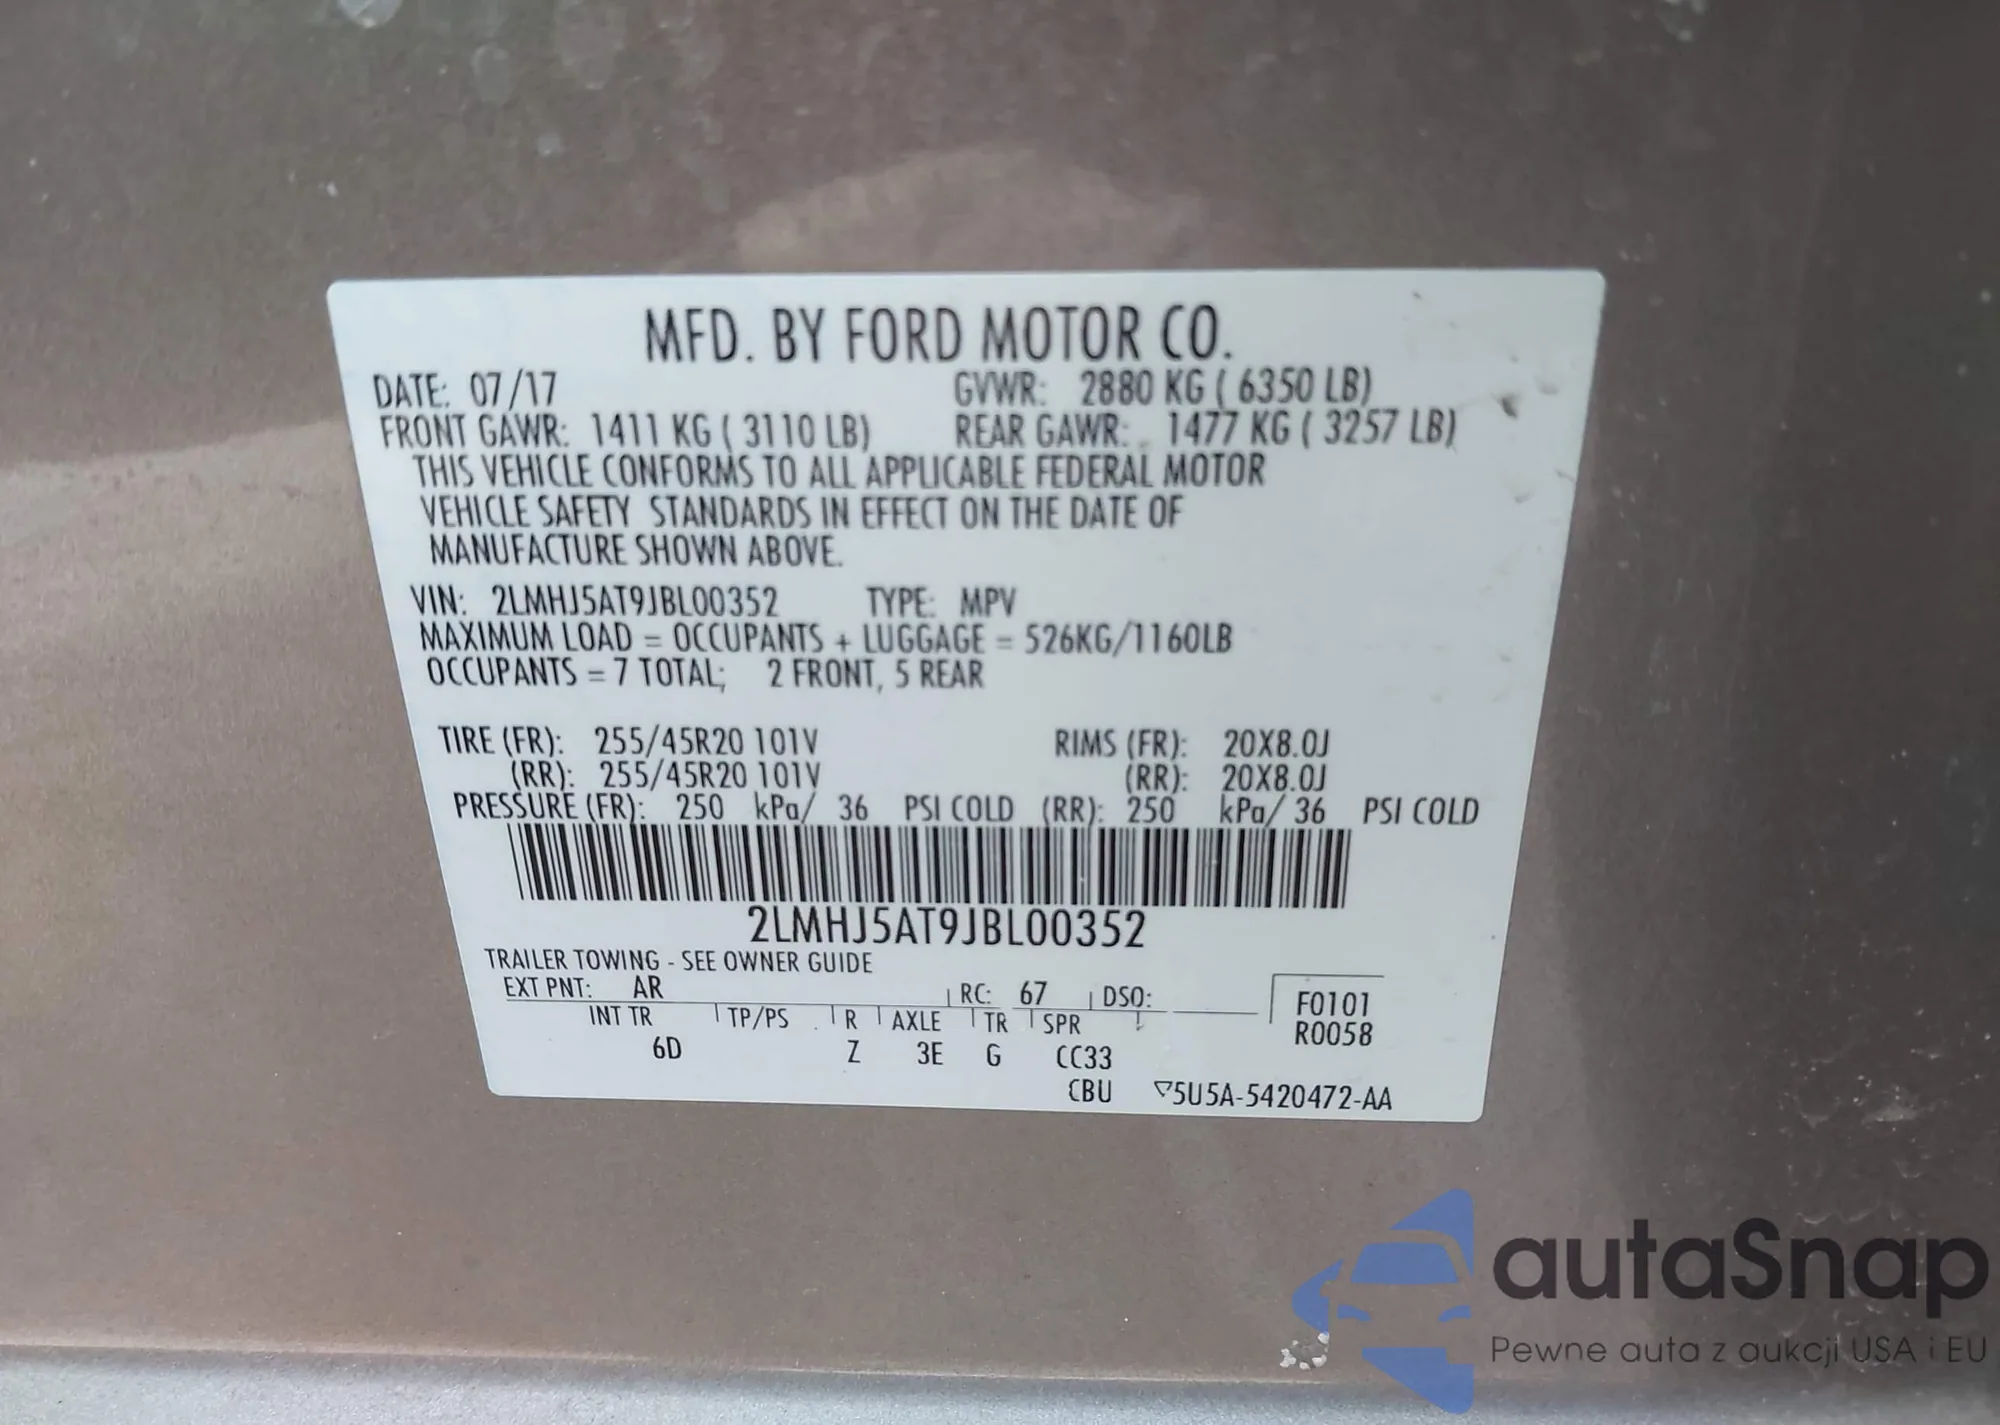 MFD. BY FORD MOTOR CO.
DATE: 07/17 GVWR: 2880 KG ( 6350 LB)
FRONT GAWR: 1411 KG ( 3110 LB) REAR GAWR: 1477 KG ( 3257 LB)
THIS VEHICLE CONFORMS TO ALL APPLICABLE FEDERAL MOTOR
VEHICLE SAFETY STANDARDS IN EFFECT ON THE DATE OF
MANUFACTURE SHOWN ABOVE.
VIN: 2LMHJ5AT9JBL00352 TYPE: MPV
MAXIMUM LOAD = OCCUPANTS + LUGGAGE = 526KG/1160LB
OCCUPANTS = 7 TOTAL; 2 FRONT, 5 REAR
TIRE (FR): 255/45R20 101V RIMS (FR): 20X8.0J
(RR): 255/45R20 101V (RR): 20X8.0J
PRESSURE (FR): 250 kPa/ 36 PSI COLD (RR): 250 kPa/ 36 PSI COLD
2LMHJ5AT9JBL00352
TRAILER TOWING - SEE OWNER GUIDE
EXT PNT: AR RC: 67 DSO: F0101
INT TR TP/PS R AXLE TR SPR R0058
6D Z 3E G CC33
CBU 5U5A-5420472-AA
autaSnap
Pewne auta z aukcji USA i EU